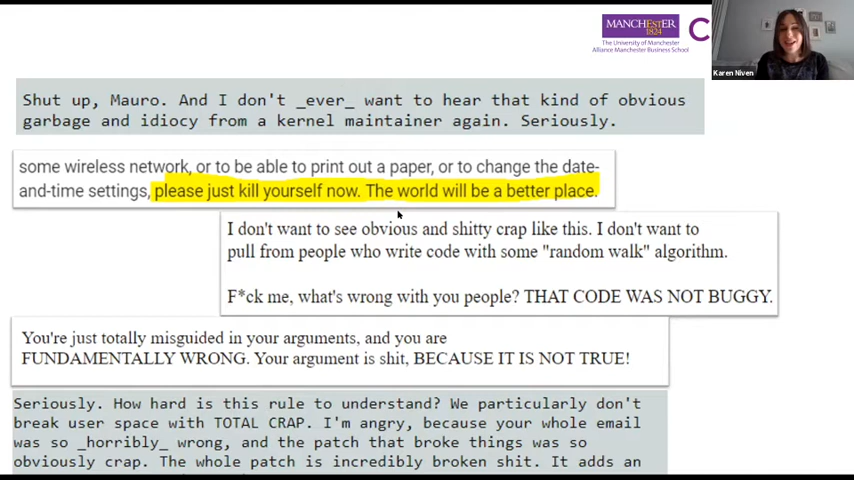 MANCHESTER
1824
The University of Manchester
Alliance Manchester Business School
C
Karen Niven
Shut up, Mauro. And I don't _ever_ want to hear that kind of obvious
garbage and idiocy from a kernel maintainer again. Seriously.
some wireless network, or to be able to print out a paper, or to change the date-
and-time settings, please just kill yourself now. The world will be a better place.
I don't want to see obvious and shitty crap like this. I don't want to
pull from people who write code with some "random walk" algorithm.
F*ck me, what's wrong with you people? THAT CODE WAS NOT BUGGY.
You're just totally misguided in your arguments, and you are
FUNDAMENTALLY WRONG. Your argument is shit, BECAUSE IT IS NOT TRUE!
Seriously. How hard is this rule to understand? We particularly don't
break user space with TOTAL CRAP. I'm angry, because your whole email
was so _horribly_ wrong, and the patch that broke things was so
obviously crap. The whole patch is incredibly broken shit. It adds an